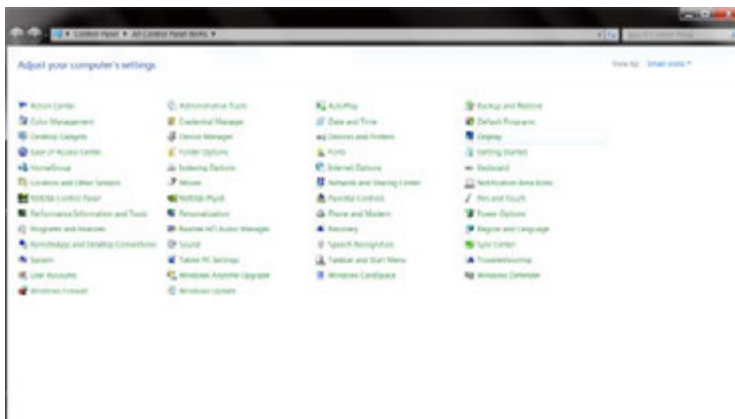 Control Panel All Control Panel Items
Adjust your computer's settings
View by: Small icons
Action Center Administrative Tools AutoPlay Backup and Restore
Color Management Credential Manager Date and Time Default Programs
Desktop Gadgets Device Manager Devices and Printers Display
Ease of Access Center Folder Options Fonts Getting Started
HomeGroup Indexing Options Internet Options Keyboard
Location and Other Sensors Mouse Network and Sharing Center Notification Area Icons
NVIDIA Control Panel NVIDIA PhysX Parental Controls Pen and Touch
Performance Information and Tools Personalization Phone and Modem Power Options
Programs and Features Realtek HD Audio Manager Recovery Region and Language
RemoteApp and Desktop Connections Sound Speech Recognition Sync Center
System Tablet PC Settings Taskbar and Start Menu Troubleshooting
User Accounts Windows Anytime Upgrade Windows CardSpace Windows Defender
Windows Firewall Windows Update